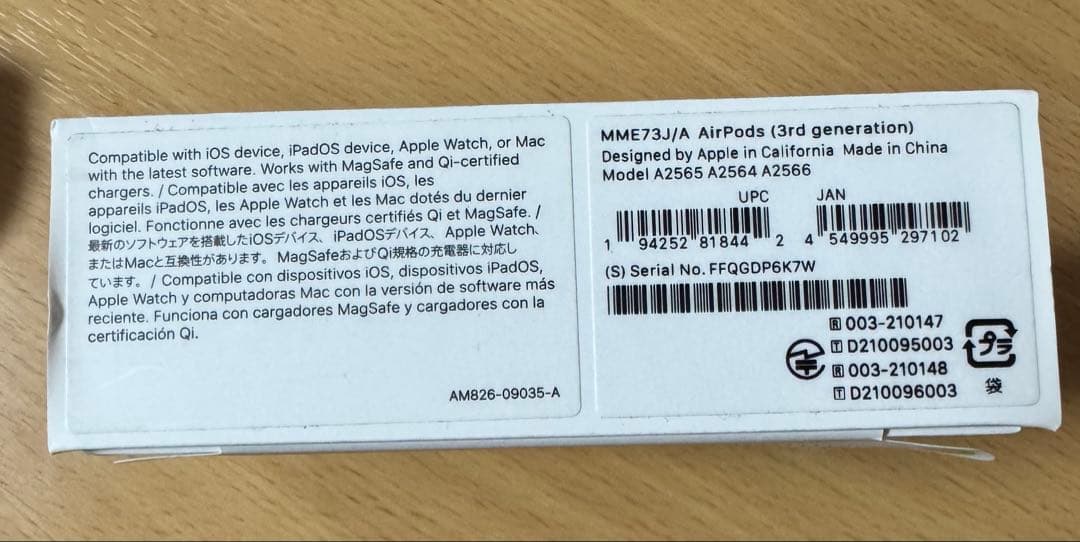 Compatible with iOS device, iPadOS device, Apple Watch, or Mac
with the latest software. Works with MagSafe and Qi-certified
chargers. / Compatible avec les appareils iOS, les
appareils iPadOS, les Apple Watch et les Mac dotés du dernier
logiciel. Fonctionne avec les chargeurs certifiés Qi et MagSafe. /
最新のソフトウェアを搭載したiOSデバイス、iPadOSデバイス、Apple Watch、
またはMacと互換性があります。MagSafeおよびQi規格の充電器に対応し
ています。 / Compatible con dispositivos iOS, dispositivos iPadOS,
Apple Watch y computadoras Mac con la versión de software más
reciente. Funciona con cargadores MagSafe y cargadores con la
certificación Qi.
AM826-09035-A
MME73J/A AirPods (3rd generation)
Designed by Apple in California Made in China
Model A2565 A2564 A2566
UPC JAN
1 94252 81844 2 4 549995 297102
(S) Serial No. FFQGDP6K7W
R 003-210147
T D210095003
R 003-210148
T D210096003
プラ
袋